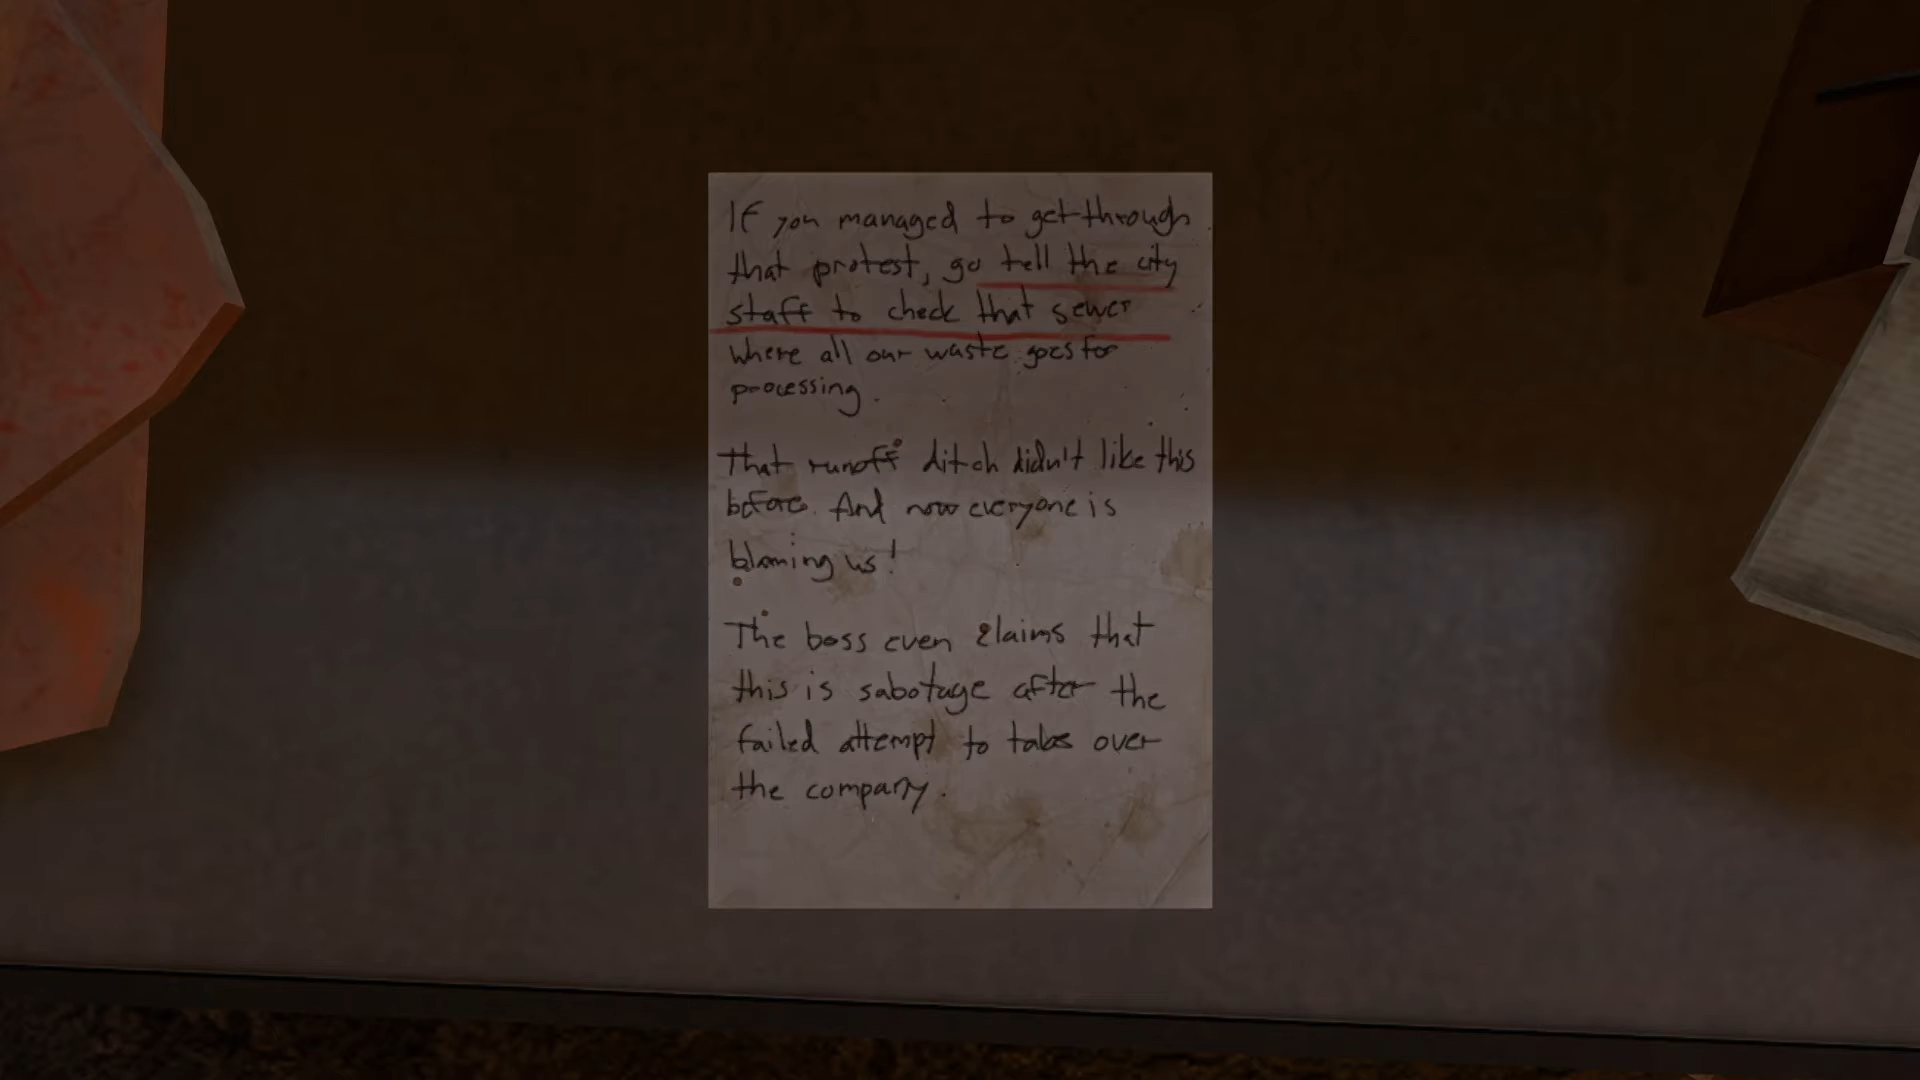 If you managed to get through
that protest, go tell the city
staff to check that sewer
where all our waste goes for
processing.
That runoff ditch didn't like this
before. And now everyone is
blaming us!
The boss even claims that
this is sabotage after the
failed attempt to take over
the company.